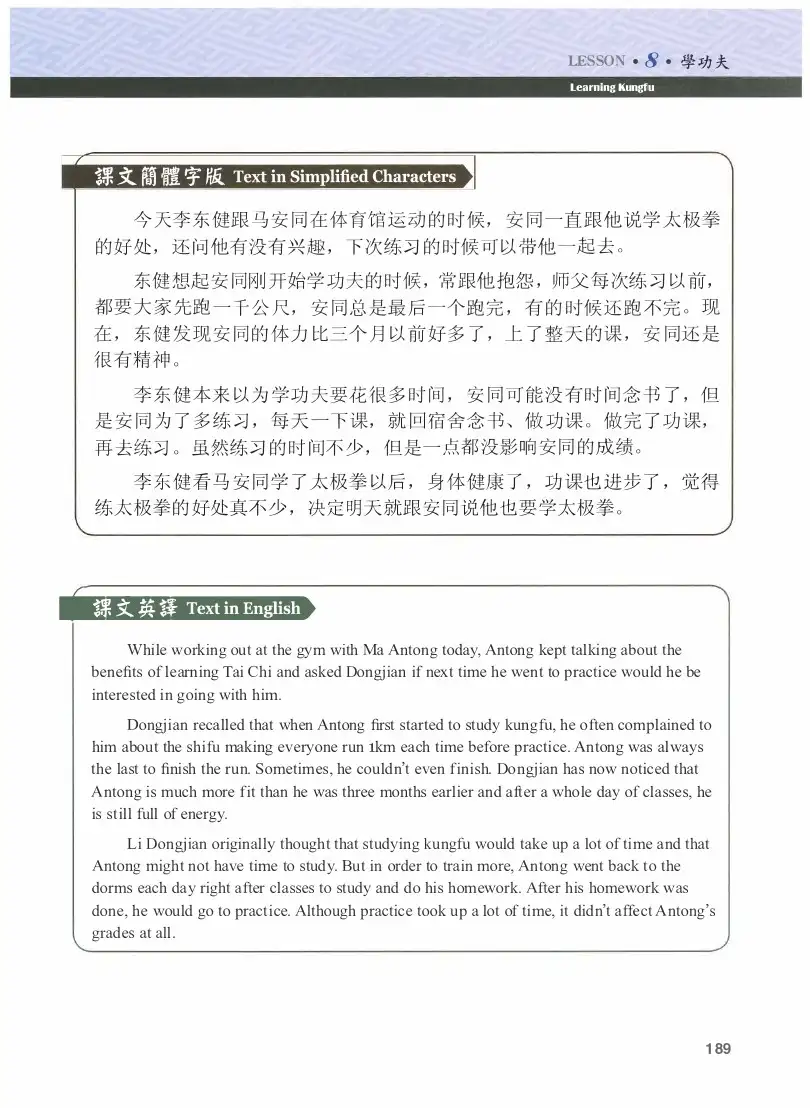 LESSON • 8 • 學功夫
Learning Kungfu
課文簡體字版 Text in Simplified Characters
今天李东健跟马安同在体育馆运动的时候，安同一直跟他说学太极拳
的好处，还问他有没有兴趣，下次练习的时候可以带他一起去。
东健想起安同刚开始学功夫的时候，常跟他抱怨，师父每次练习以前，
都要大家先跑一千公尺，安同总是最后一个跑完，有的时候还跑不完。现
在，东健发现安同的体力比三个月以前好多了，上了整天的课，安同还是
很有精神。
李东健本来以为学功夫要花很多时间，安同可能没有时间念书了，但
是安同为了多练习，每天一下课，就回宿舍念书、做功课。做完了功课，
再去练习。虽然练习的时间不少，但是一点都没影响安同的成绩。
李东健看马安同学了太极拳以后，身体健康了，功课也进步了，觉得
练太极拳的好处真不少，决定明天就跟安同说他也要学太极拳。
課文英譯 Text in English
While working out at the gym with Ma Antong today, Antong kept talking about the
benefits of learning Tai Chi and asked Dongjian if next time he went to practice would he be
interested in going with him.
Dongjian recalled that when Antong first started to study kungfu, he often complained to
him about the shifu making everyone run 1km each time before practice. Antong was always
the last to finish the run. Sometimes, he couldn't even finish. Dongjian has now noticed that
Antong is much more fit than he was three months earlier and after a whole day of classes, he
is still full of energy.
Li Dongjian originally thought that studying kungfu would take up a lot of time and that
Antong might not have time to study. But in order to train more, Antong went back to the
dorms each day right after classes to study and do his homework. After his homework was
done, he would go to practice. Although practice took up a lot of time, it didn't affect Antong's
grades at all.
189